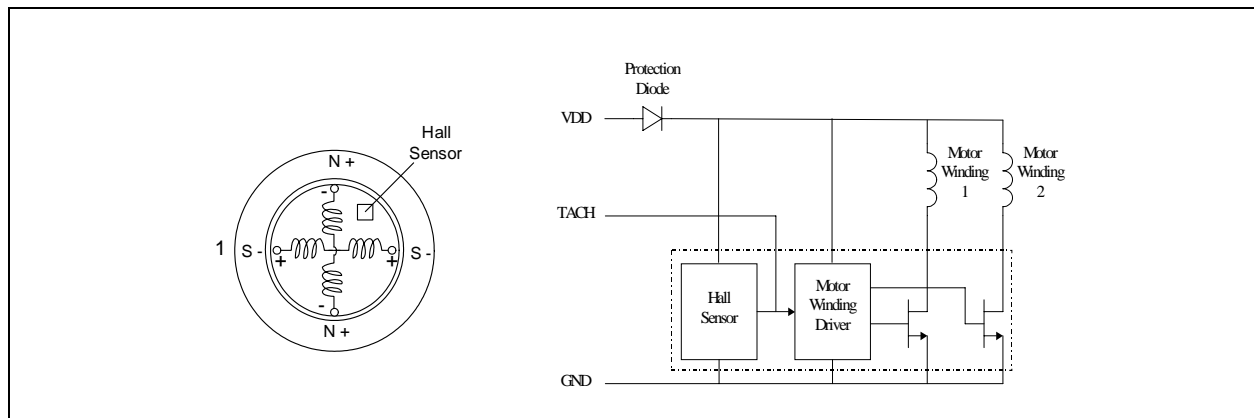 Hall
Sensor
N +
-
1
S -
+
+
S -
-
N +
Protection
Diode
VDD
Motor
Winding
1
Motor
Winding
2
TACH
Hall
Sensor
Motor
Winding
Driver
GND